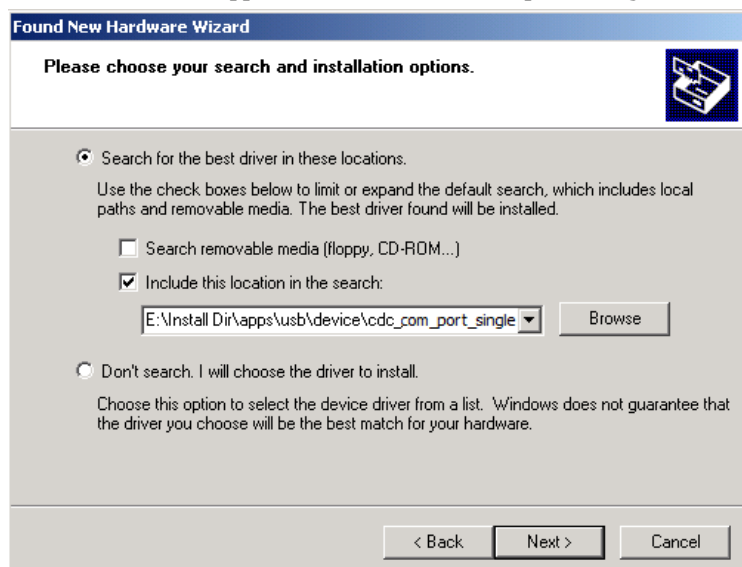 Found New Hardware Wizard
Please choose your search and installation options.
Search for the best driver in these locations.
Use the check boxes below to limit or expand the default search, which includes local
paths and removable media. The best driver found will be installed.
Search removable media (floppy, CD-ROM...)
Include this location in the search:
E:\Install Dir\apps\usb\device\cdc_com_port_single
Browse
Don't search. I will choose the driver to install.
Choose this option to select the device driver from a list. Windows does not guarantee that
the driver you choose will be the best match for your hardware.
< Back Next > Cancel